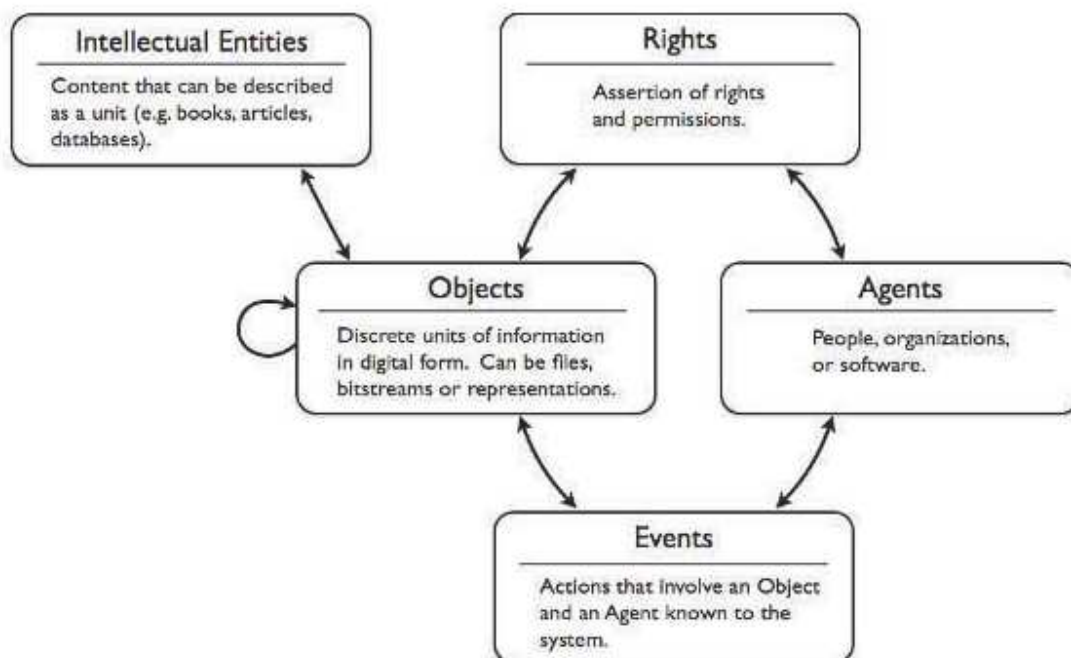 Intellectual Entities
Content that can be described
as a unit (e.g. books, articles,
databases).
Rights
Assertion of rights
and permissions.
Objects
Discrete units of information
in digital form. Can be files,
bitstreams or representations.
Agents
People, organizations,
or software.
Events
Actions that involve an Object
and an Agent known to the
system.